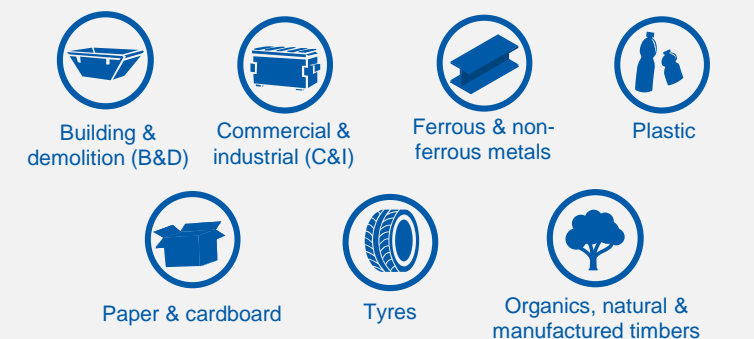 Building &
demolition (B&D)
Commercial &
industrial (C&I)
Ferrous & non-
ferrous metals
Plastic
Paper & cardboard
Tyres
Organics, natural &
manufactured timbers